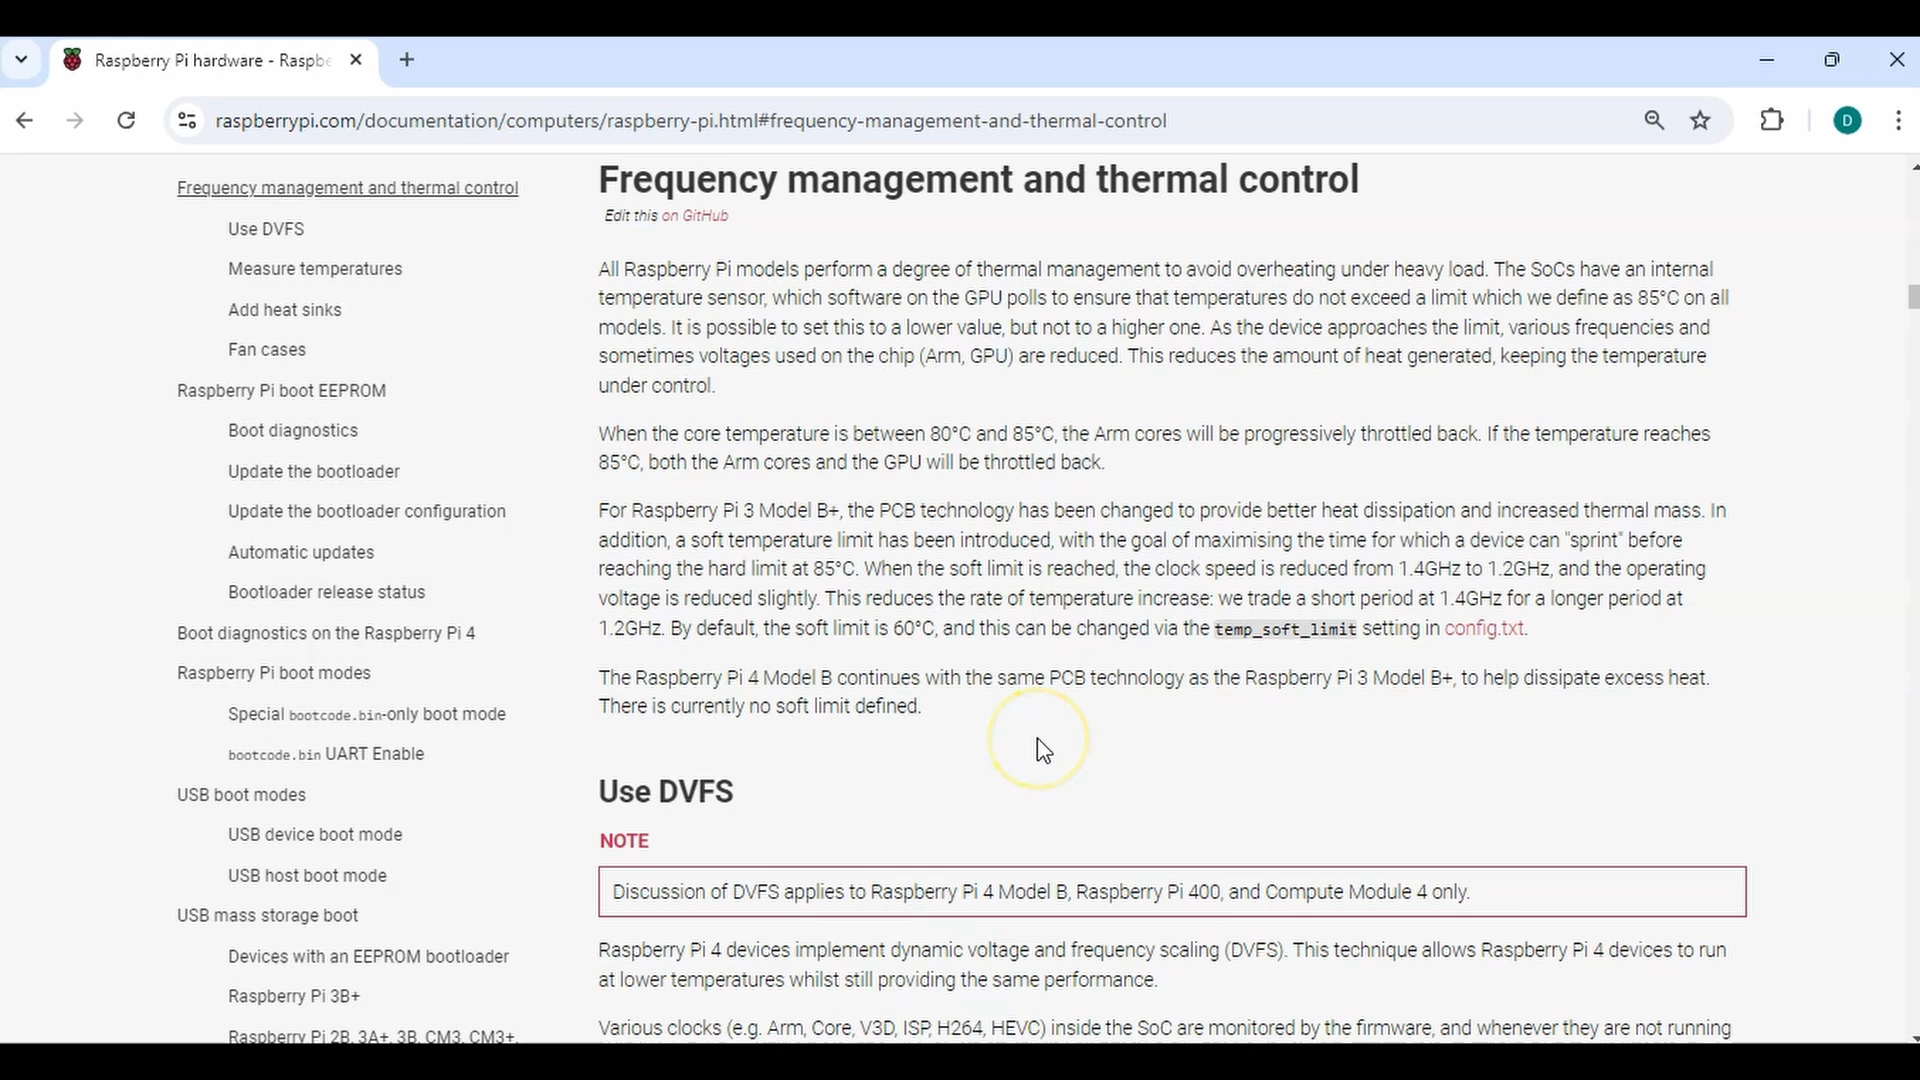 Raspberry Pi hardware - Raspbe
raspberrypi.com/documentation/computers/raspberry-pi.html#frequency-management-and-thermal-control
D
Frequency management and thermal control
Use DVFS
Measure temperatures
Add heat sinks
Fan cases
Raspberry Pi boot EEPROM
Boot diagnostics
Update the bootloader
Update the bootloader configuration
Automatic updates
Bootloader release status
Boot diagnostics on the Raspberry Pi 4
Raspberry Pi boot modes
Special bootcode.bin-only boot mode
bootcode.bin UART Enable
USB boot modes
USB device boot mode
USB host boot mode
USB mass storage boot
Devices with an EEPROM bootloader
Raspberry Pi 3B+
Raspberry Pi 2B, 3A+, 3B, CM3, CM3+,
Frequency management and thermal control
Edit this on GitHub
All Raspberry Pi models perform a degree of thermal management to avoid overheating under heavy load. The SoCs have an internal
temperature sensor, which software on the GPU polls to ensure that temperatures do not exceed a limit which we define as 85°C on all
models. It is possible to set this to a lower value, but not to a higher one. As the device approaches the limit, various frequencies and
sometimes voltages used on the chip (Arm, GPU) are reduced. This reduces the amount of heat generated, keeping the temperature
under control.
When the core temperature is between 80°C and 85°C, the Arm cores will be progressively throttled back. If the temperature reaches
85°C, both the Arm cores and the GPU will be throttled back.
For Raspberry Pi 3 Model B+, the PCB technology has been changed to provide better heat dissipation and increased thermal mass. In
addition, a soft temperature limit has been introduced, with the goal of maximising the time for which a device can "sprint" before
reaching the hard limit at 85°C. When the soft limit is reached, the clock speed is reduced from 1.4GHz to 1.2GHz, and the operating
voltage is reduced slightly. This reduces the rate of temperature increase: we trade a short period at 1.4GHz for a longer period at
1.2GHz. By default, the soft limit is 60°C, and this can be changed via the temp_soft_limit setting in config.txt.
The Raspberry Pi 4 Model B continues with the same PCB technology as the Raspberry Pi 3 Model B+, to help dissipate excess heat.
There is currently no soft limit defined.
Use DVFS
NOTE
Discussion of DVFS applies to Raspberry Pi 4 Model B, Raspberry Pi 400, and Compute Module 4 only.
Raspberry Pi 4 devices implement dynamic voltage and frequency scaling (DVFS). This technique allows Raspberry Pi 4 devices to run
at lower temperatures whilst still providing the same performance.
Various clocks (e.g. Arm, Core, V3D, ISP, H264, HEVC) inside the SoC are monitored by the firmware, and whenever they are not running